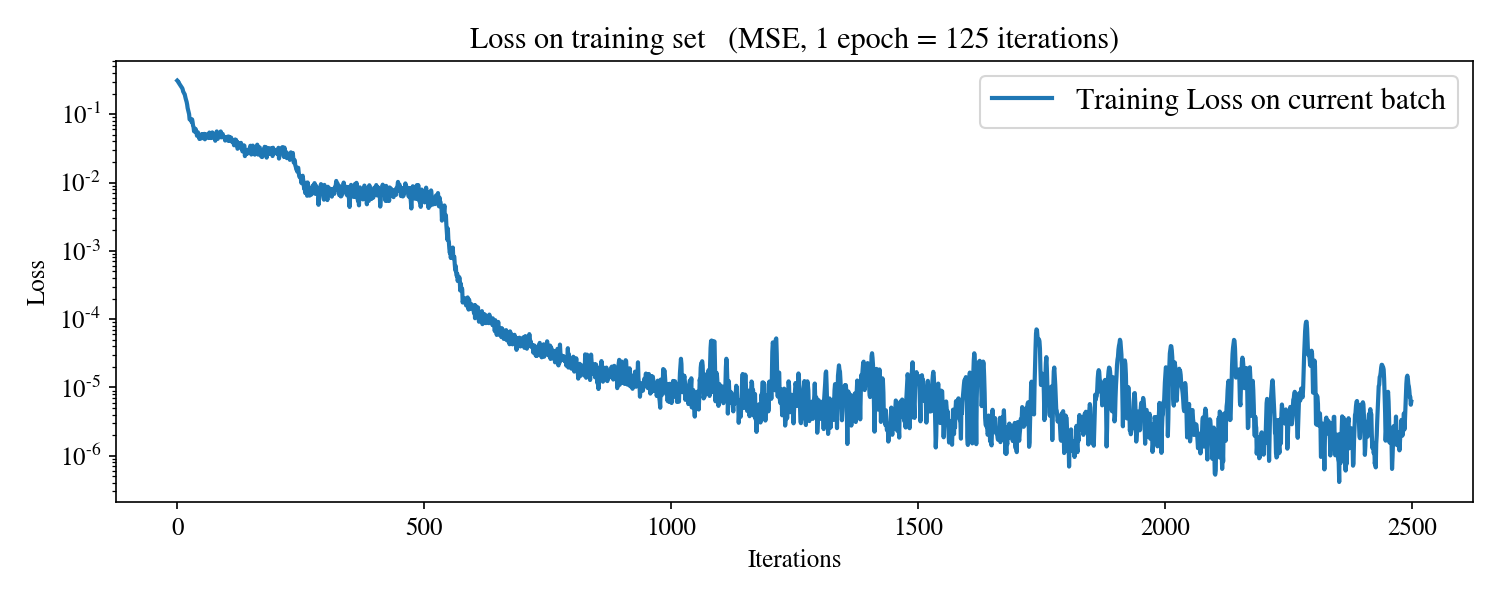 Loss on training set (MSE, 1 epoch = 125 iterations)
Training Loss on current batch
Loss
10^-1
10^-2
10^-3
10^-4
10^-5
10^-6
0 500 1000 1500 2000 2500
Iterations